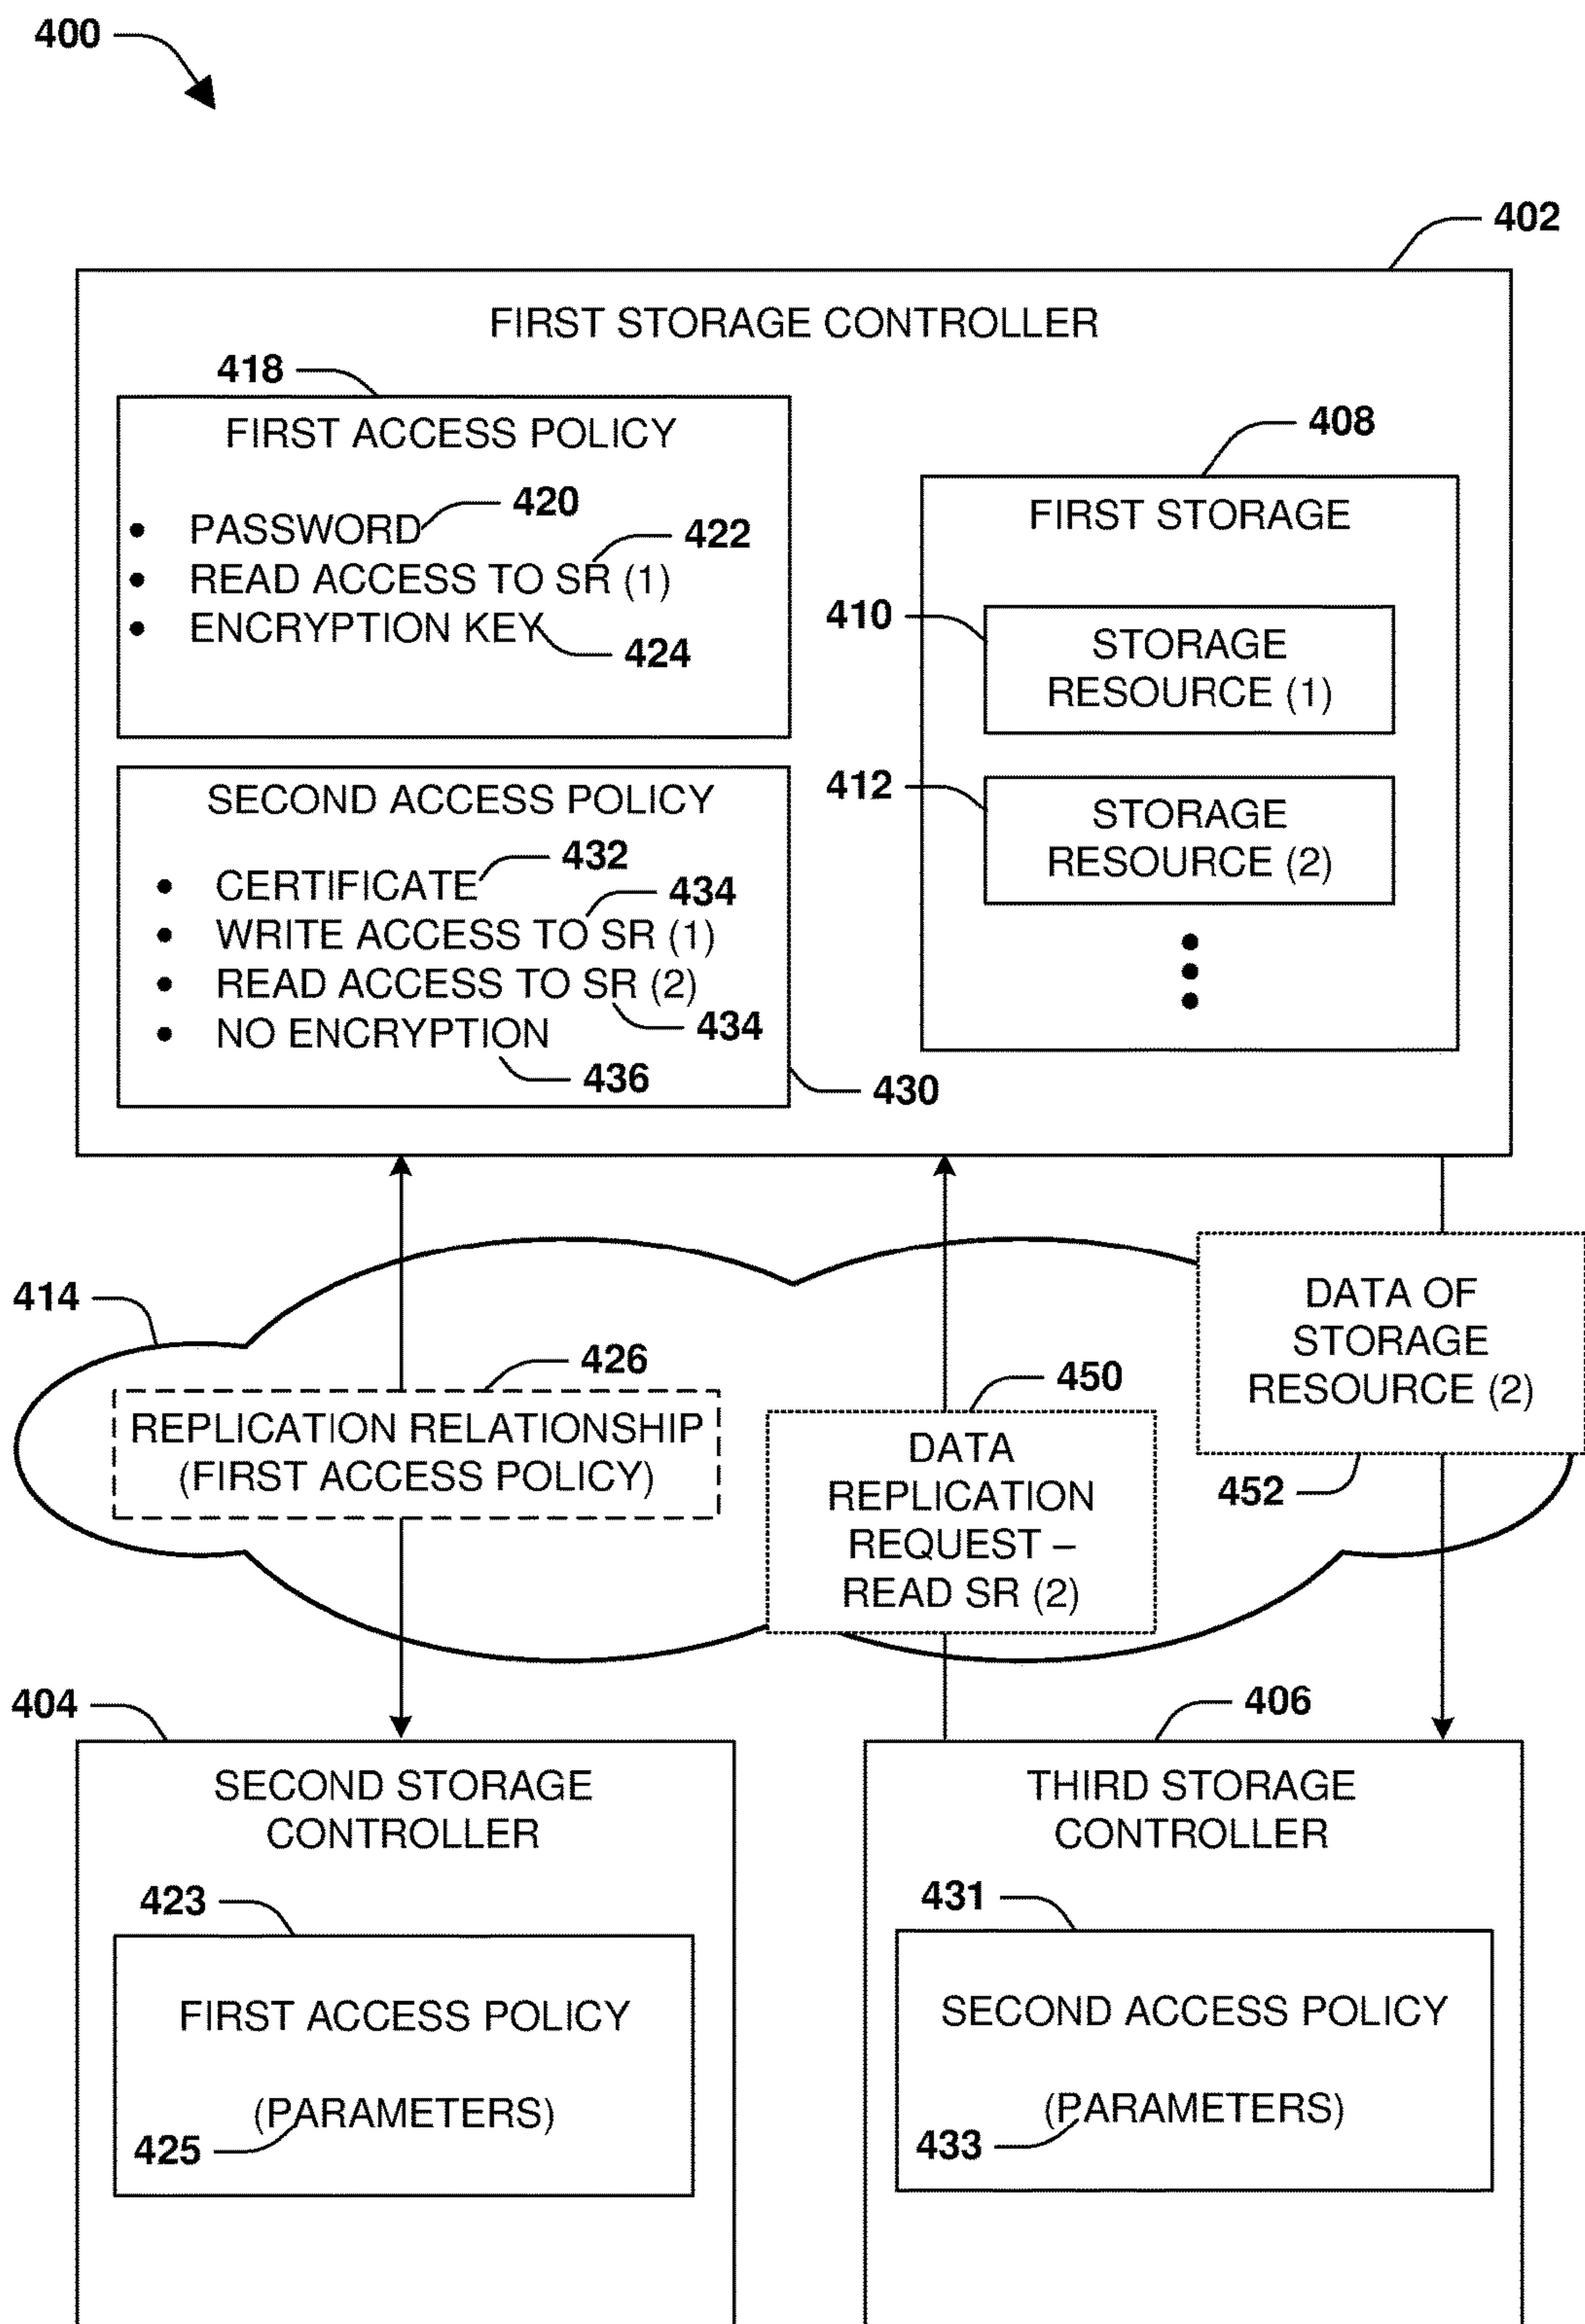 400
402
FIRST STORAGE CONTROLLER
418
FIRST ACCESS POLICY
420
• PASSWORD
422
• READ ACCESS TO SR (1)
• ENCRYPTION KEY
424
408
FIRST STORAGE
410
STORAGE
RESOURCE (1)
412
STORAGE
RESOURCE (2)
SECOND ACCESS POLICY
432
• CERTIFICATE
434
• WRITE ACCESS TO SR (1)
• READ ACCESS TO SR (2)
434
• NO ENCRYPTION
436
430
414
426
REPLICATION RELATIONSHIP
(FIRST ACCESS POLICY)
450
DATA
REPLICATION
REQUEST –
READ SR (2)
DATA OF
STORAGE
RESOURCE (2)
452
404
SECOND STORAGE
CONTROLLER
423
FIRST ACCESS POLICY
(PARAMETERS)
425
406
THIRD STORAGE
CONTROLLER
431
SECOND ACCESS POLICY
(PARAMETERS)
433